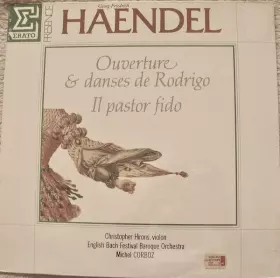 ERATO
PRESENCE
Georg Friedrich
HAENDEL
Ouverture
& danses de Rodrigo
Il pastor fido
Christopher Hirons, violon
English Bach Festival Baroque Orchestra
Michel CORBOZ